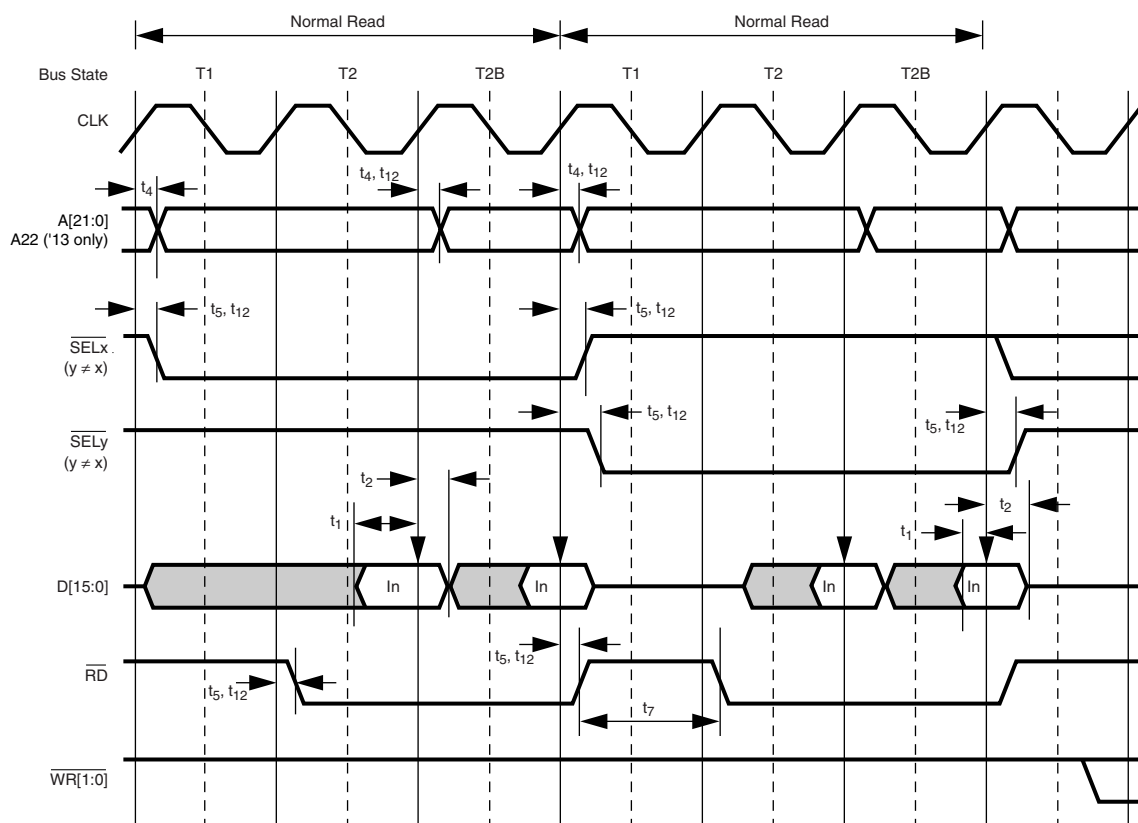 Normal Read Normal Read
Bus State T1 T2 T2B T1 T2 T2B
CLK
t4 t4, t12 t4, t12
A[21:0]
A22 ('13 only)
t5, t12 t5, t12
SELx
(y ≠ x)
t5, t12 t5, t12
SELy
(y ≠ x)
t2 t2
t1 t1
D[15:0] In In In In
t5, t12
RD
t5, t12
t7
WR[1:0]